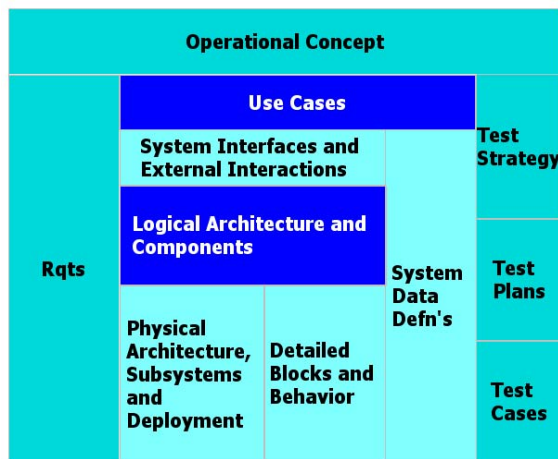 Operational Concept
Use Cases
System Interfaces and
External Interactions
Test
Strategy
Logical Architecture and
Components
Rqts
System
Data
Defn's
Test
Plans
Physical
Architecture,
Subsystems
and
Deployment
Detailed
Blocks and
Behavior
Test
Cases